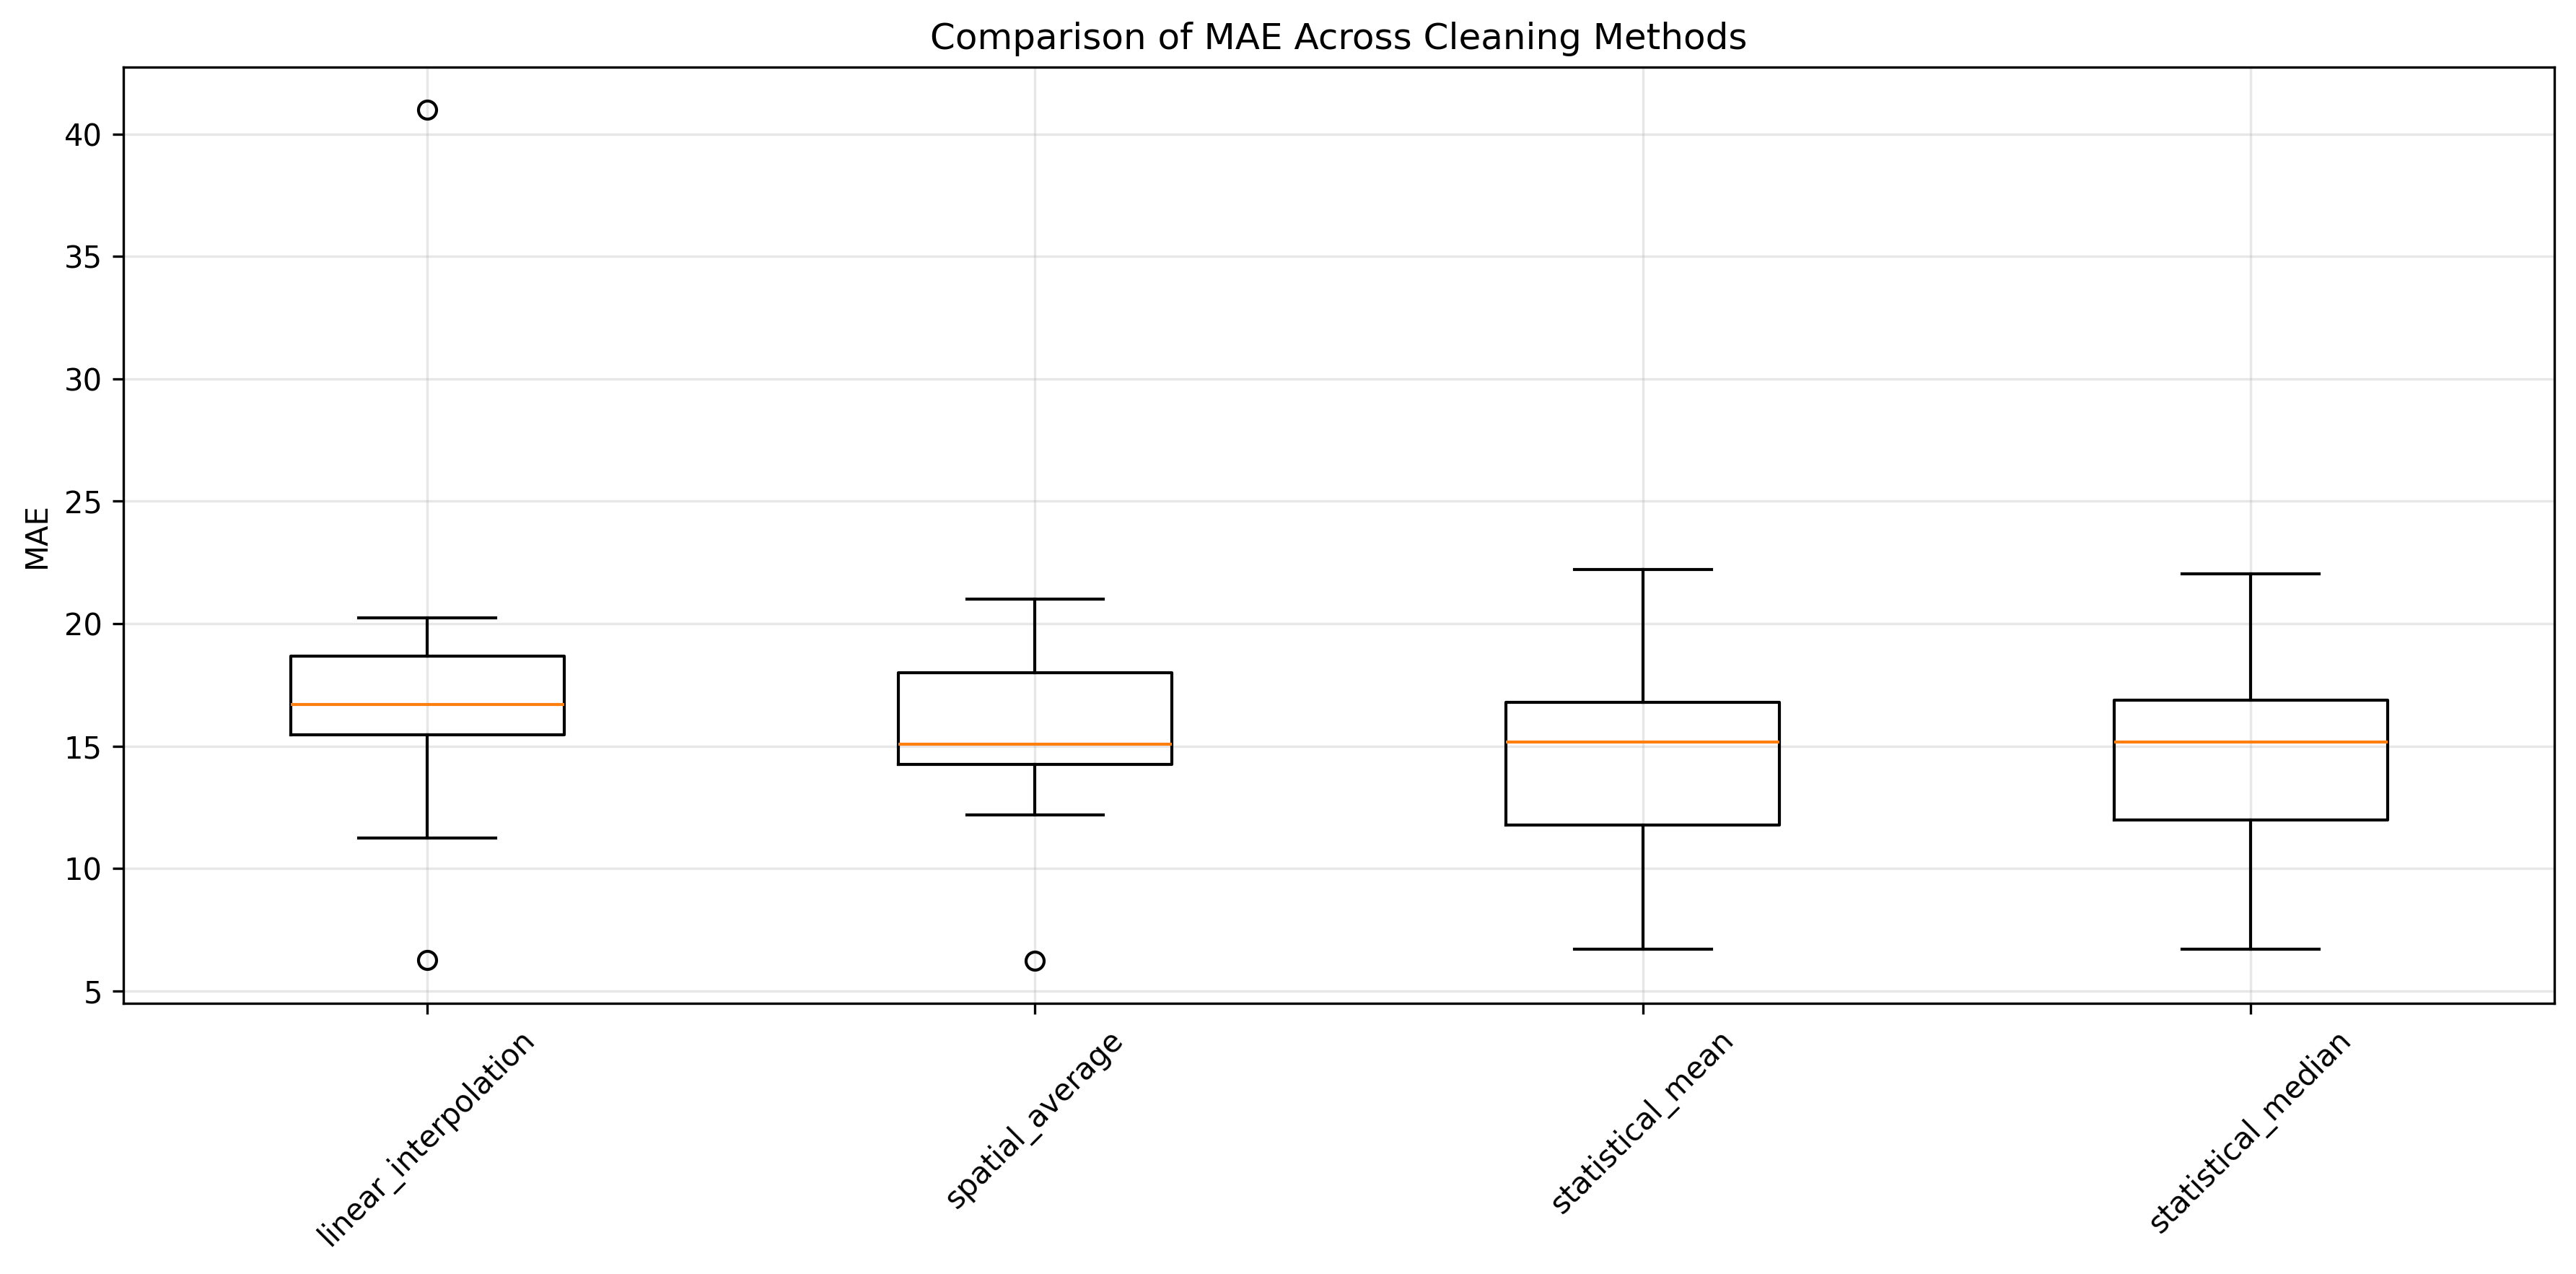 Comparison of MAE Across Cleaning Methods
MAE
40
35
30
25
20
15
10
5
linear_interpolation
spatial_average
statistical_mean
statistical_median